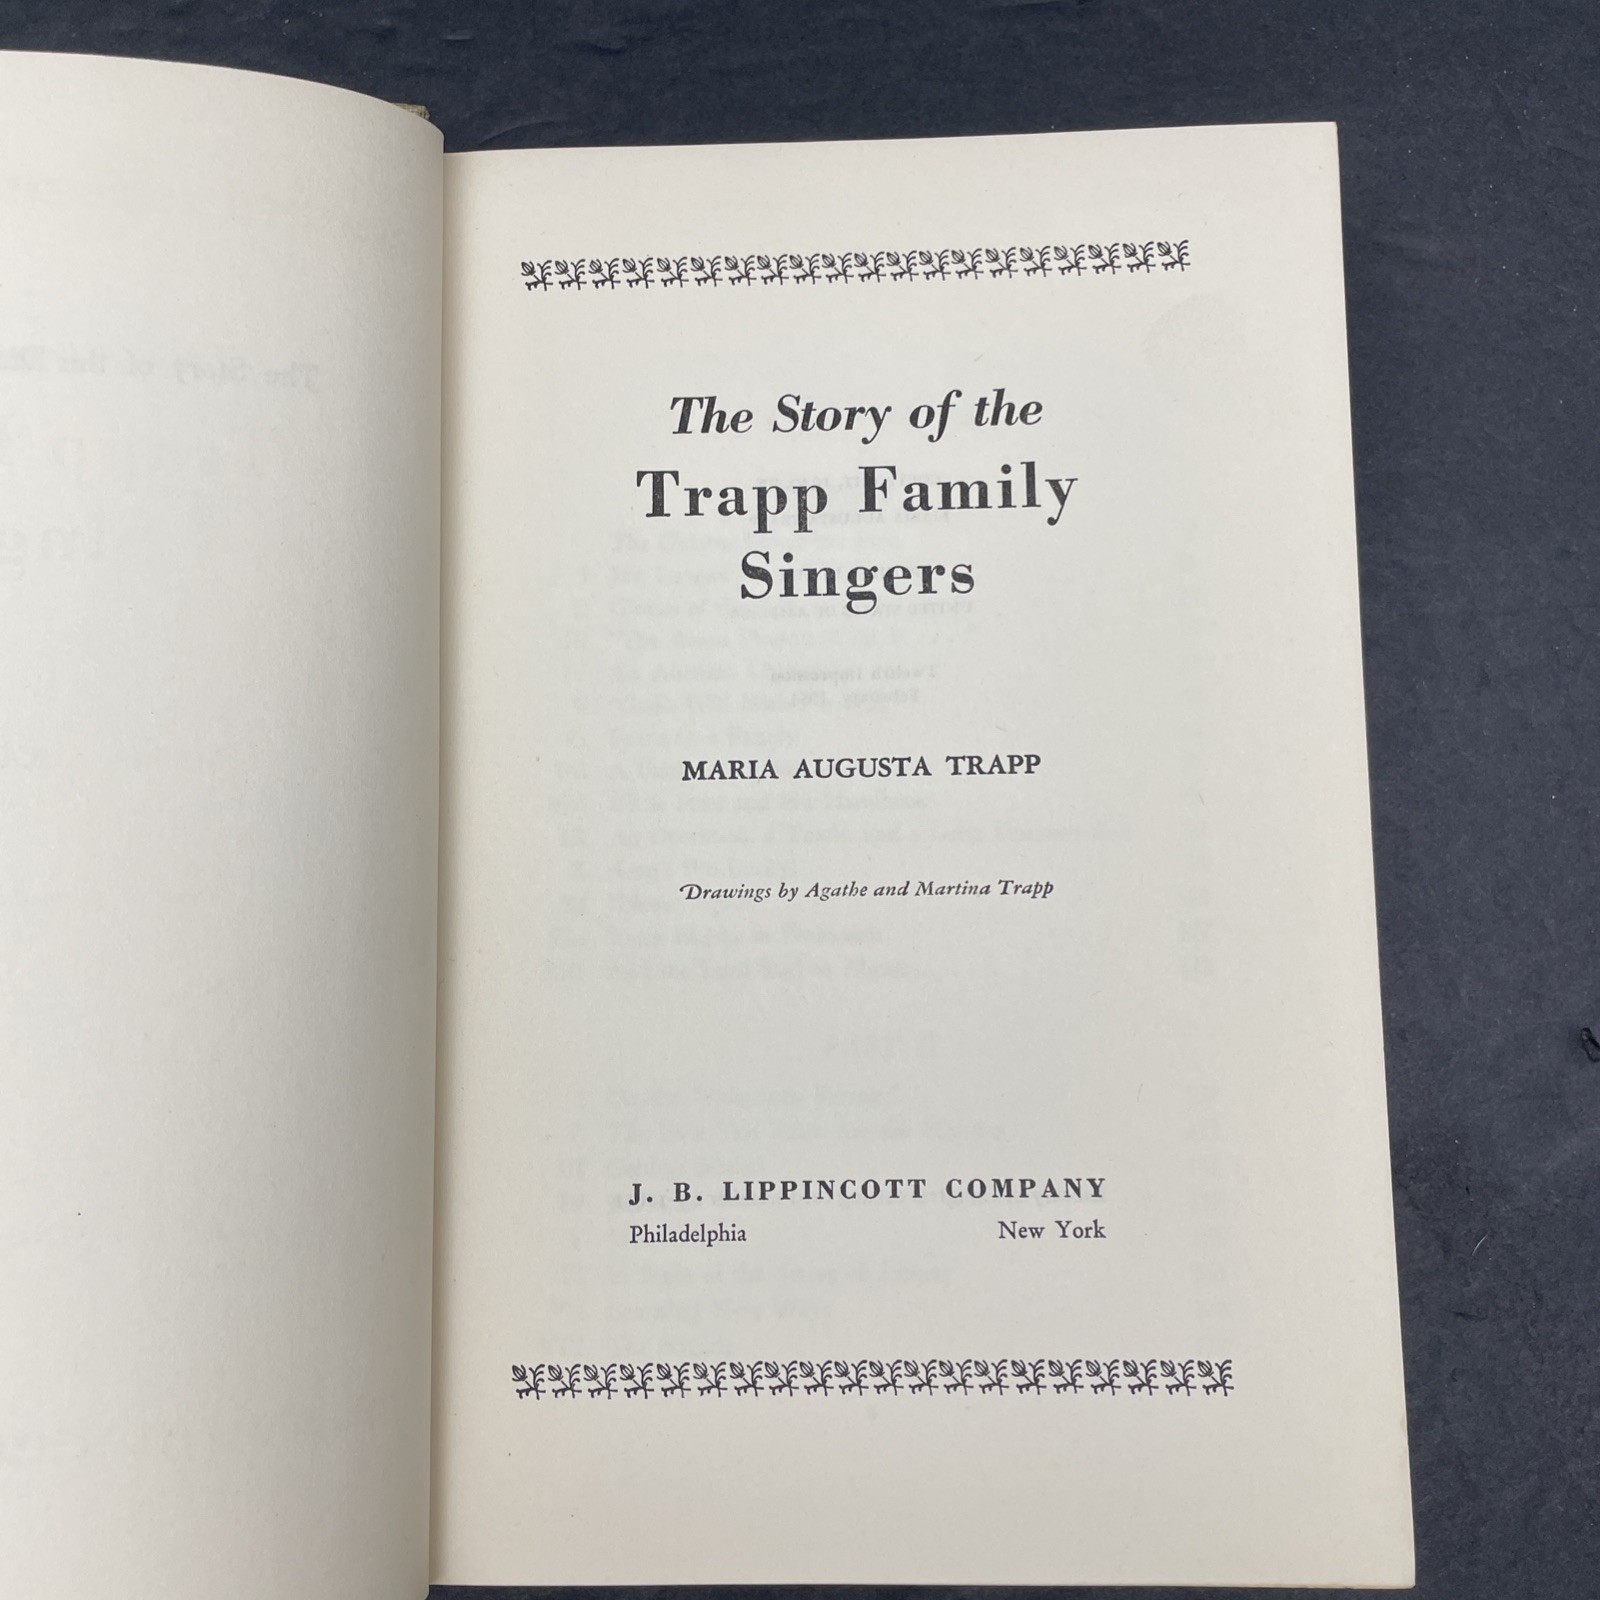 The Story of the
Trapp Family
Singers
MARIA AUGUSTA TRAPP
Drawings by Agathe and Martina Trapp
J. B. LIPPINCOTT COMPANY
Philadelphia New York